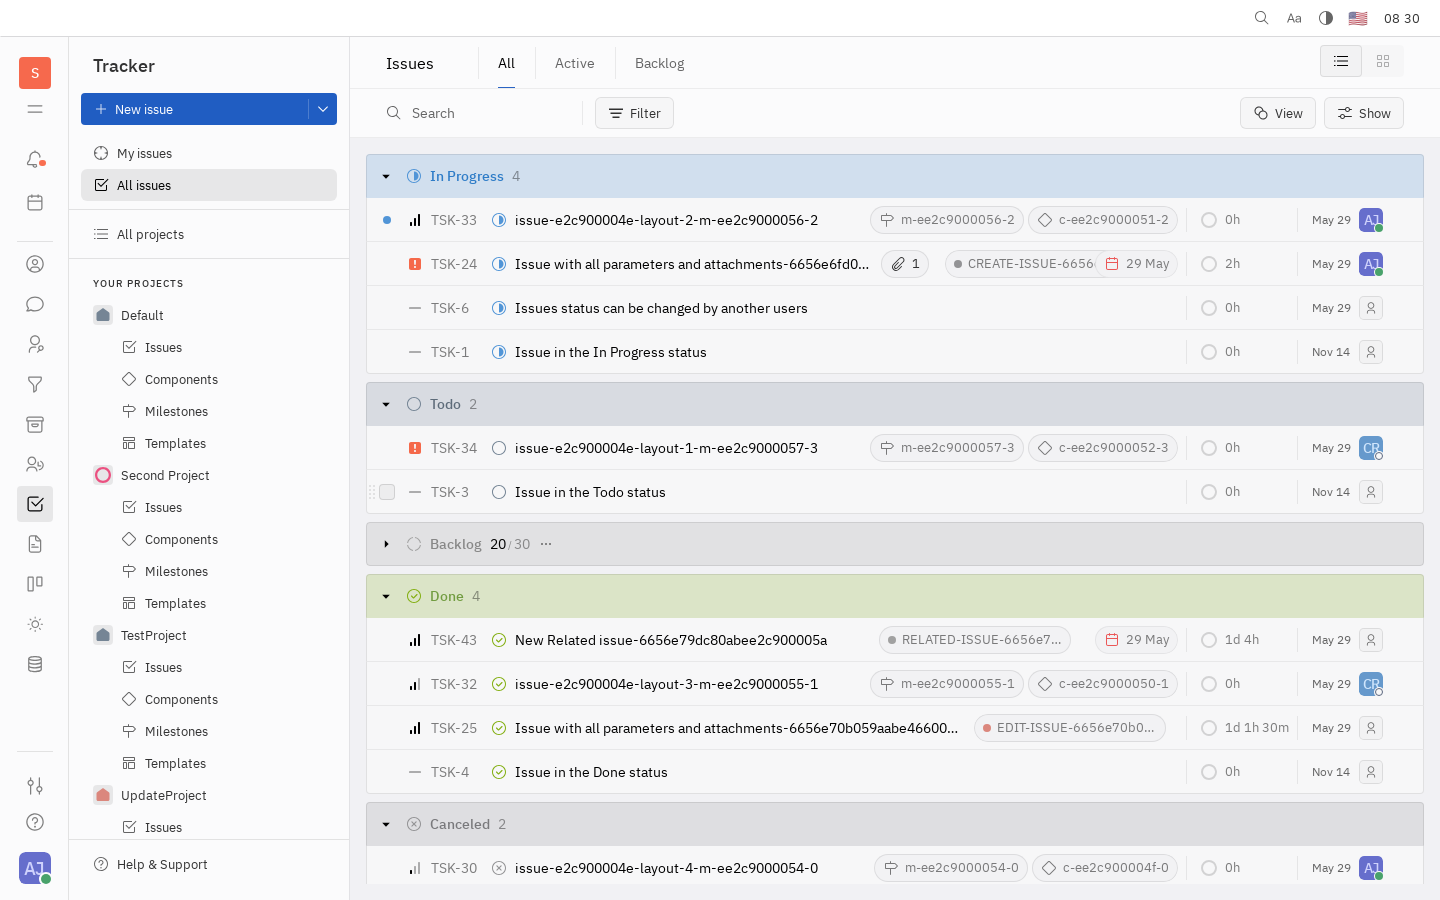 Aa
08 30
S
Tracker
Issues
All
Active
Backlog
New issue
Search
Filter
View
Show
My issues
All issues
All projects
YOUR PROJECTS
Default
Issues
Components
Milestones
Templates
Second Project
Issues
Components
Milestones
Templates
TestProject
Issues
Components
Milestones
Templates
UpdateProject
Issues
Help & Support
AJ
In Progress 4
TSK-33 issue-e2c900004e-layout-2-m-ee2c9000056-2 m-ee2c9000056-2 c-ee2c9000051-2 0h May 29 AJ
TSK-24 Issue with all parameters and attachments-6656e6fd0... 1 CREATE-ISSUE-6656 29 May 2h May 29 AJ
TSK-6 Issues status can be changed by another users 0h May 29
TSK-1 Issue in the In Progress status 0h Nov 14
Todo 2
TSK-34 issue-e2c900004e-layout-1-m-ee2c9000057-3 m-ee2c9000057-3 c-ee2c9000052-3 0h May 29 CR
TSK-3 Issue in the Todo status 0h Nov 14
Backlog 20/30 ...
Done 4
TSK-43 New Related issue-6656e79dc80abee2c900005a RELATED-ISSUE-6656e7... 29 May 1d 4h May 29
TSK-32 issue-e2c900004e-layout-3-m-ee2c9000055-1 m-ee2c9000055-1 c-ee2c9000050-1 0h May 29 CR
TSK-25 Issue with all parameters and attachments-6656e70b059aabe46600... EDIT-ISSUE-6656e70b0... 1d 1h 30m May 29
TSK-4 Issue in the Done status 0h Nov 14
Canceled 2
TSK-30 issue-e2c900004e-layout-4-m-ee2c9000054-0 m-ee2c9000054-0 c-ee2c900004f-0 0h May 29 AJ